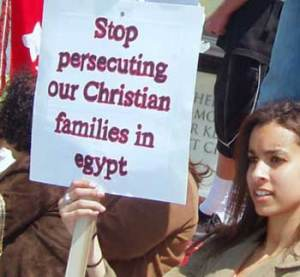 Stop
persecuting
our Christian
families in
egypt